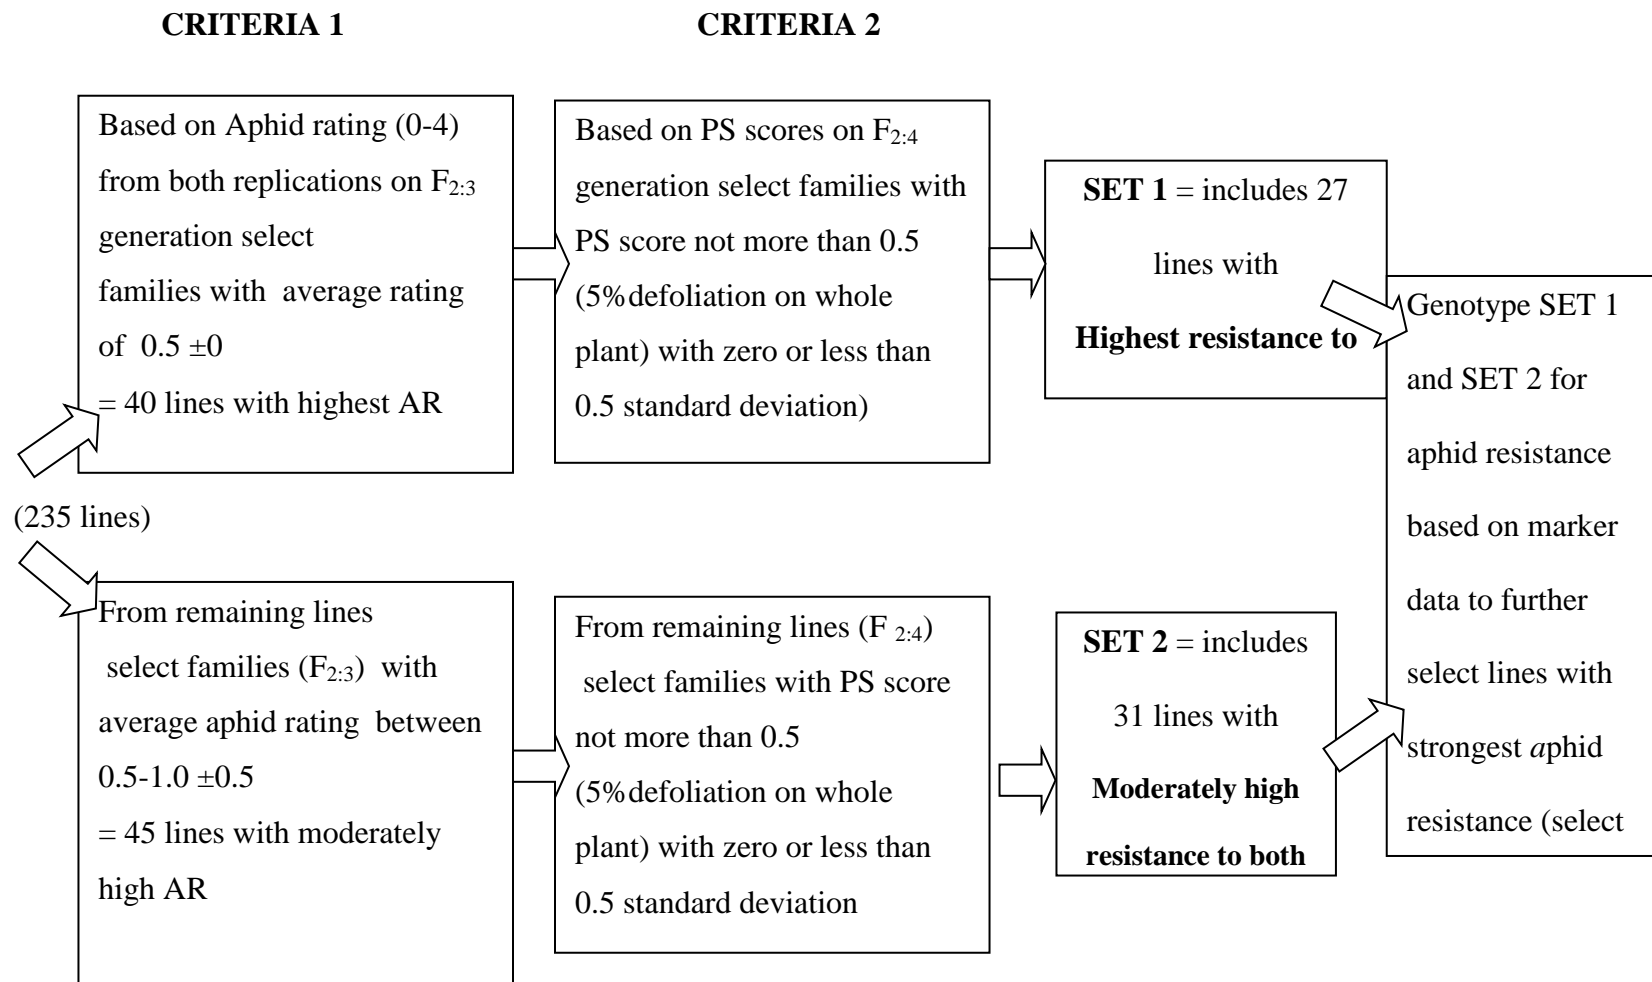 CRITERIA 1
CRITERIA 2
Based on Aphid rating (0-4)
from both replications on F2:3
generation select
families with average rating
of 0.5 ±0
= 40 lines with highest AR
Based on PS scores on F2:4
generation select families with
PS score not more than 0.5
(5%defoliation on whole
plant) with zero or less than
0.5 standard deviation)
SET 1 = includes 27
lines with
Highest resistance to
(235 lines)
From remaining lines
select families (F2:3) with
average aphid rating between
0.5-1.0 ±0.5
= 45 lines with moderately
high AR
From remaining lines (F 2:4)
select families with PS score
not more than 0.5
(5%defoliation on whole
plant) with zero or less than
0.5 standard deviation
SET 2 = includes
31 lines with
Moderately high
resistance to both
Genotype SET 1
and SET 2 for
aphid resistance
based on marker
data to further
select lines with
strongest aphid
resistance (select